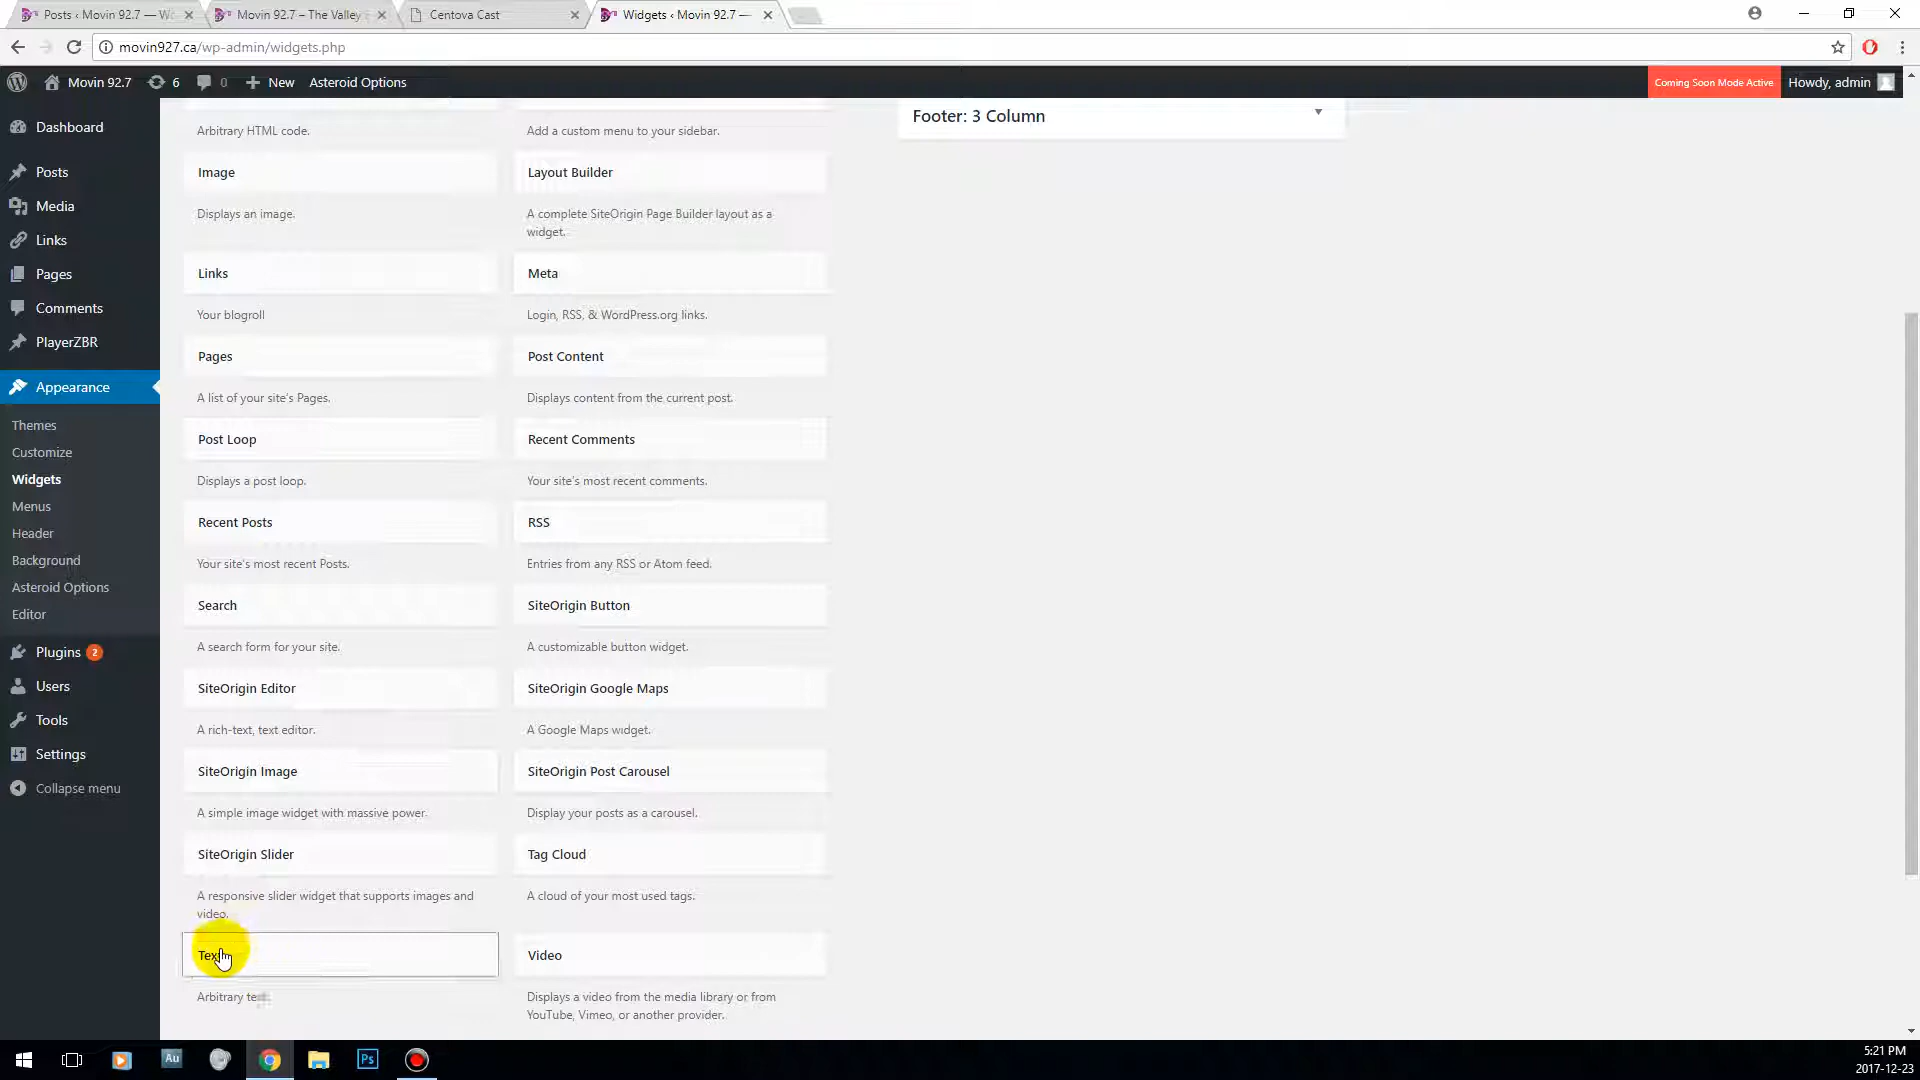 Posts ‹ Movin 92.7 — W
Movin 92.7 – The Valley
Centova Cast
Widgets ‹ Movin 92.7 —
movin927.ca/wp-admin/widgets.php
Movin 92.7
6
0
New
Asteroid Options
Coming Soon Mode Active
Howdy, admin
Dashboard
Posts
Media
Links
Pages
Comments
PlayerZBR
Appearance
Themes
Customize
Widgets
Menus
Header
Background
Asteroid Options
Editor
Plugins 2
Users
Tools
Settings
Collapse menu
Arbitrary HTML code.
Add a custom menu to your sidebar.
Image
Layout Builder
Displays an image.
A complete SiteOrigin Page Builder layout as a
widget.
Links
Meta
Your blogroll
Login, RSS, & WordPress.org links.
Pages
Post Content
A list of your site's Pages.
Displays content from the current post.
Post Loop
Recent Comments
Displays a post loop.
Your site's most recent comments.
Recent Posts
RSS
Your site's most recent Posts.
Entries from any RSS or Atom feed.
Search
SiteOrigin Button
A search form for your site.
A customizable button widget.
SiteOrigin Editor
SiteOrigin Google Maps
A rich-text, text editor.
A Google Maps widget.
SiteOrigin Image
SiteOrigin Post Carousel
A simple image widget with massive power.
Display your posts as a carousel.
SiteOrigin Slider
Tag Cloud
A responsive slider widget that supports images and
video.
A cloud of your most used tags.
Text
Video
Arbitrary text.
Displays a video from the media library or from
YouTube, Vimeo, or another provider.
Footer: 3 Column
Au
Ps
5:21 PM
2017-12-23